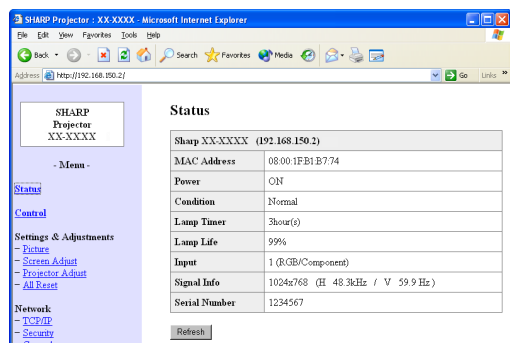 SHARP Projector : XX-XXXX - Microsoft Internet Explorer
File Edit View Favorites Tools Help
Back Search Favorites Media
Address http://192.168.150.2/ Go Links »
SHARP
Projector
XX-XXXX
- Menu -
Status
Control
Settings & Adjustments
– Picture
– Screen Adjust
– Projector Adjust
– All Reset
Network
– TCP/IP
– Security
Status
Sharp XX-XXXX (192.168.150.2)
MAC Address 08:00:1F:B1:B7:74
Power ON
Condition Normal
Lamp Timer 3hour(s)
Lamp Life 99%
Input 1 (RGB/Component)
Signal Info 1024x768 (H 48.3kHz / V 59.9 Hz)
Serial Number 1234567
Refresh